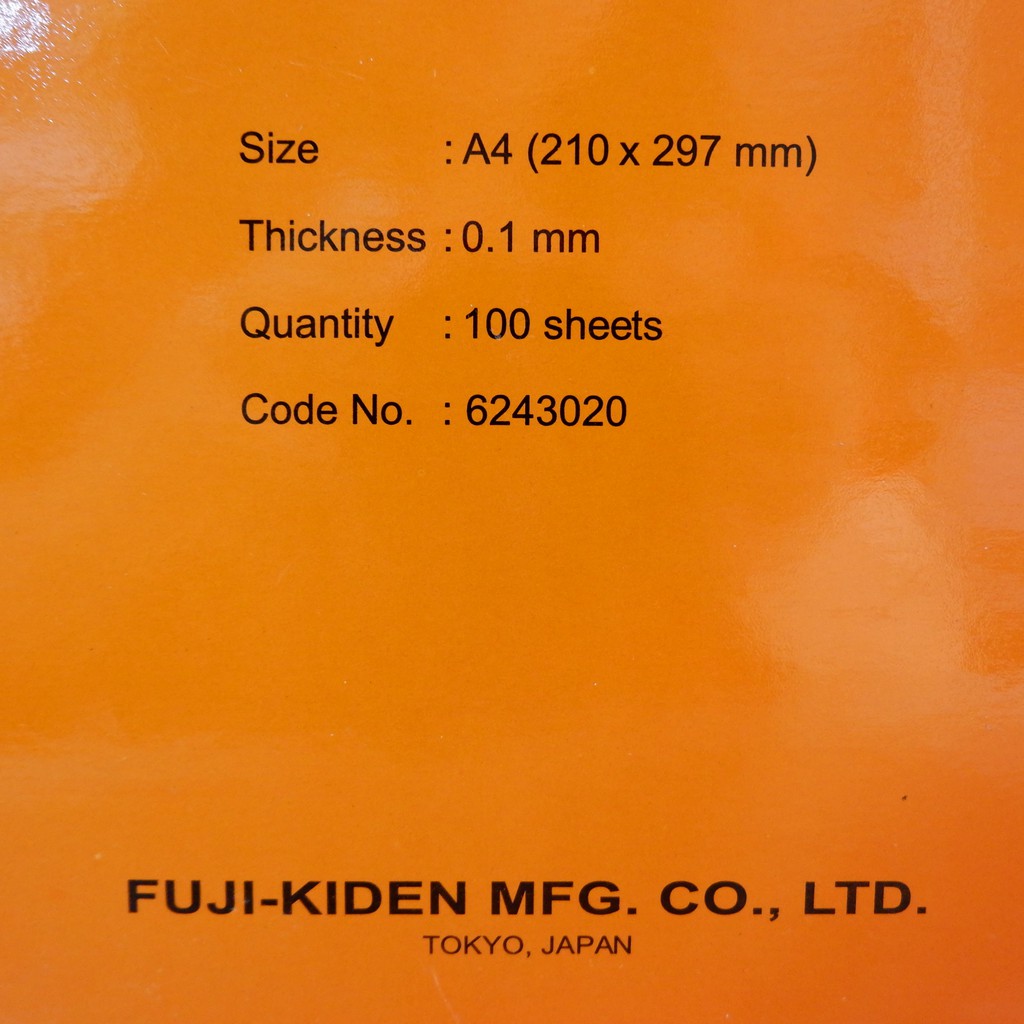 Size : A4 (210 x 297 mm)
Thickness : 0.1 mm
Quantity : 100 sheets
Code No. : 6243020
FUJI-KIDEN MFG. CO., LTD.
TOKYO, JAPAN